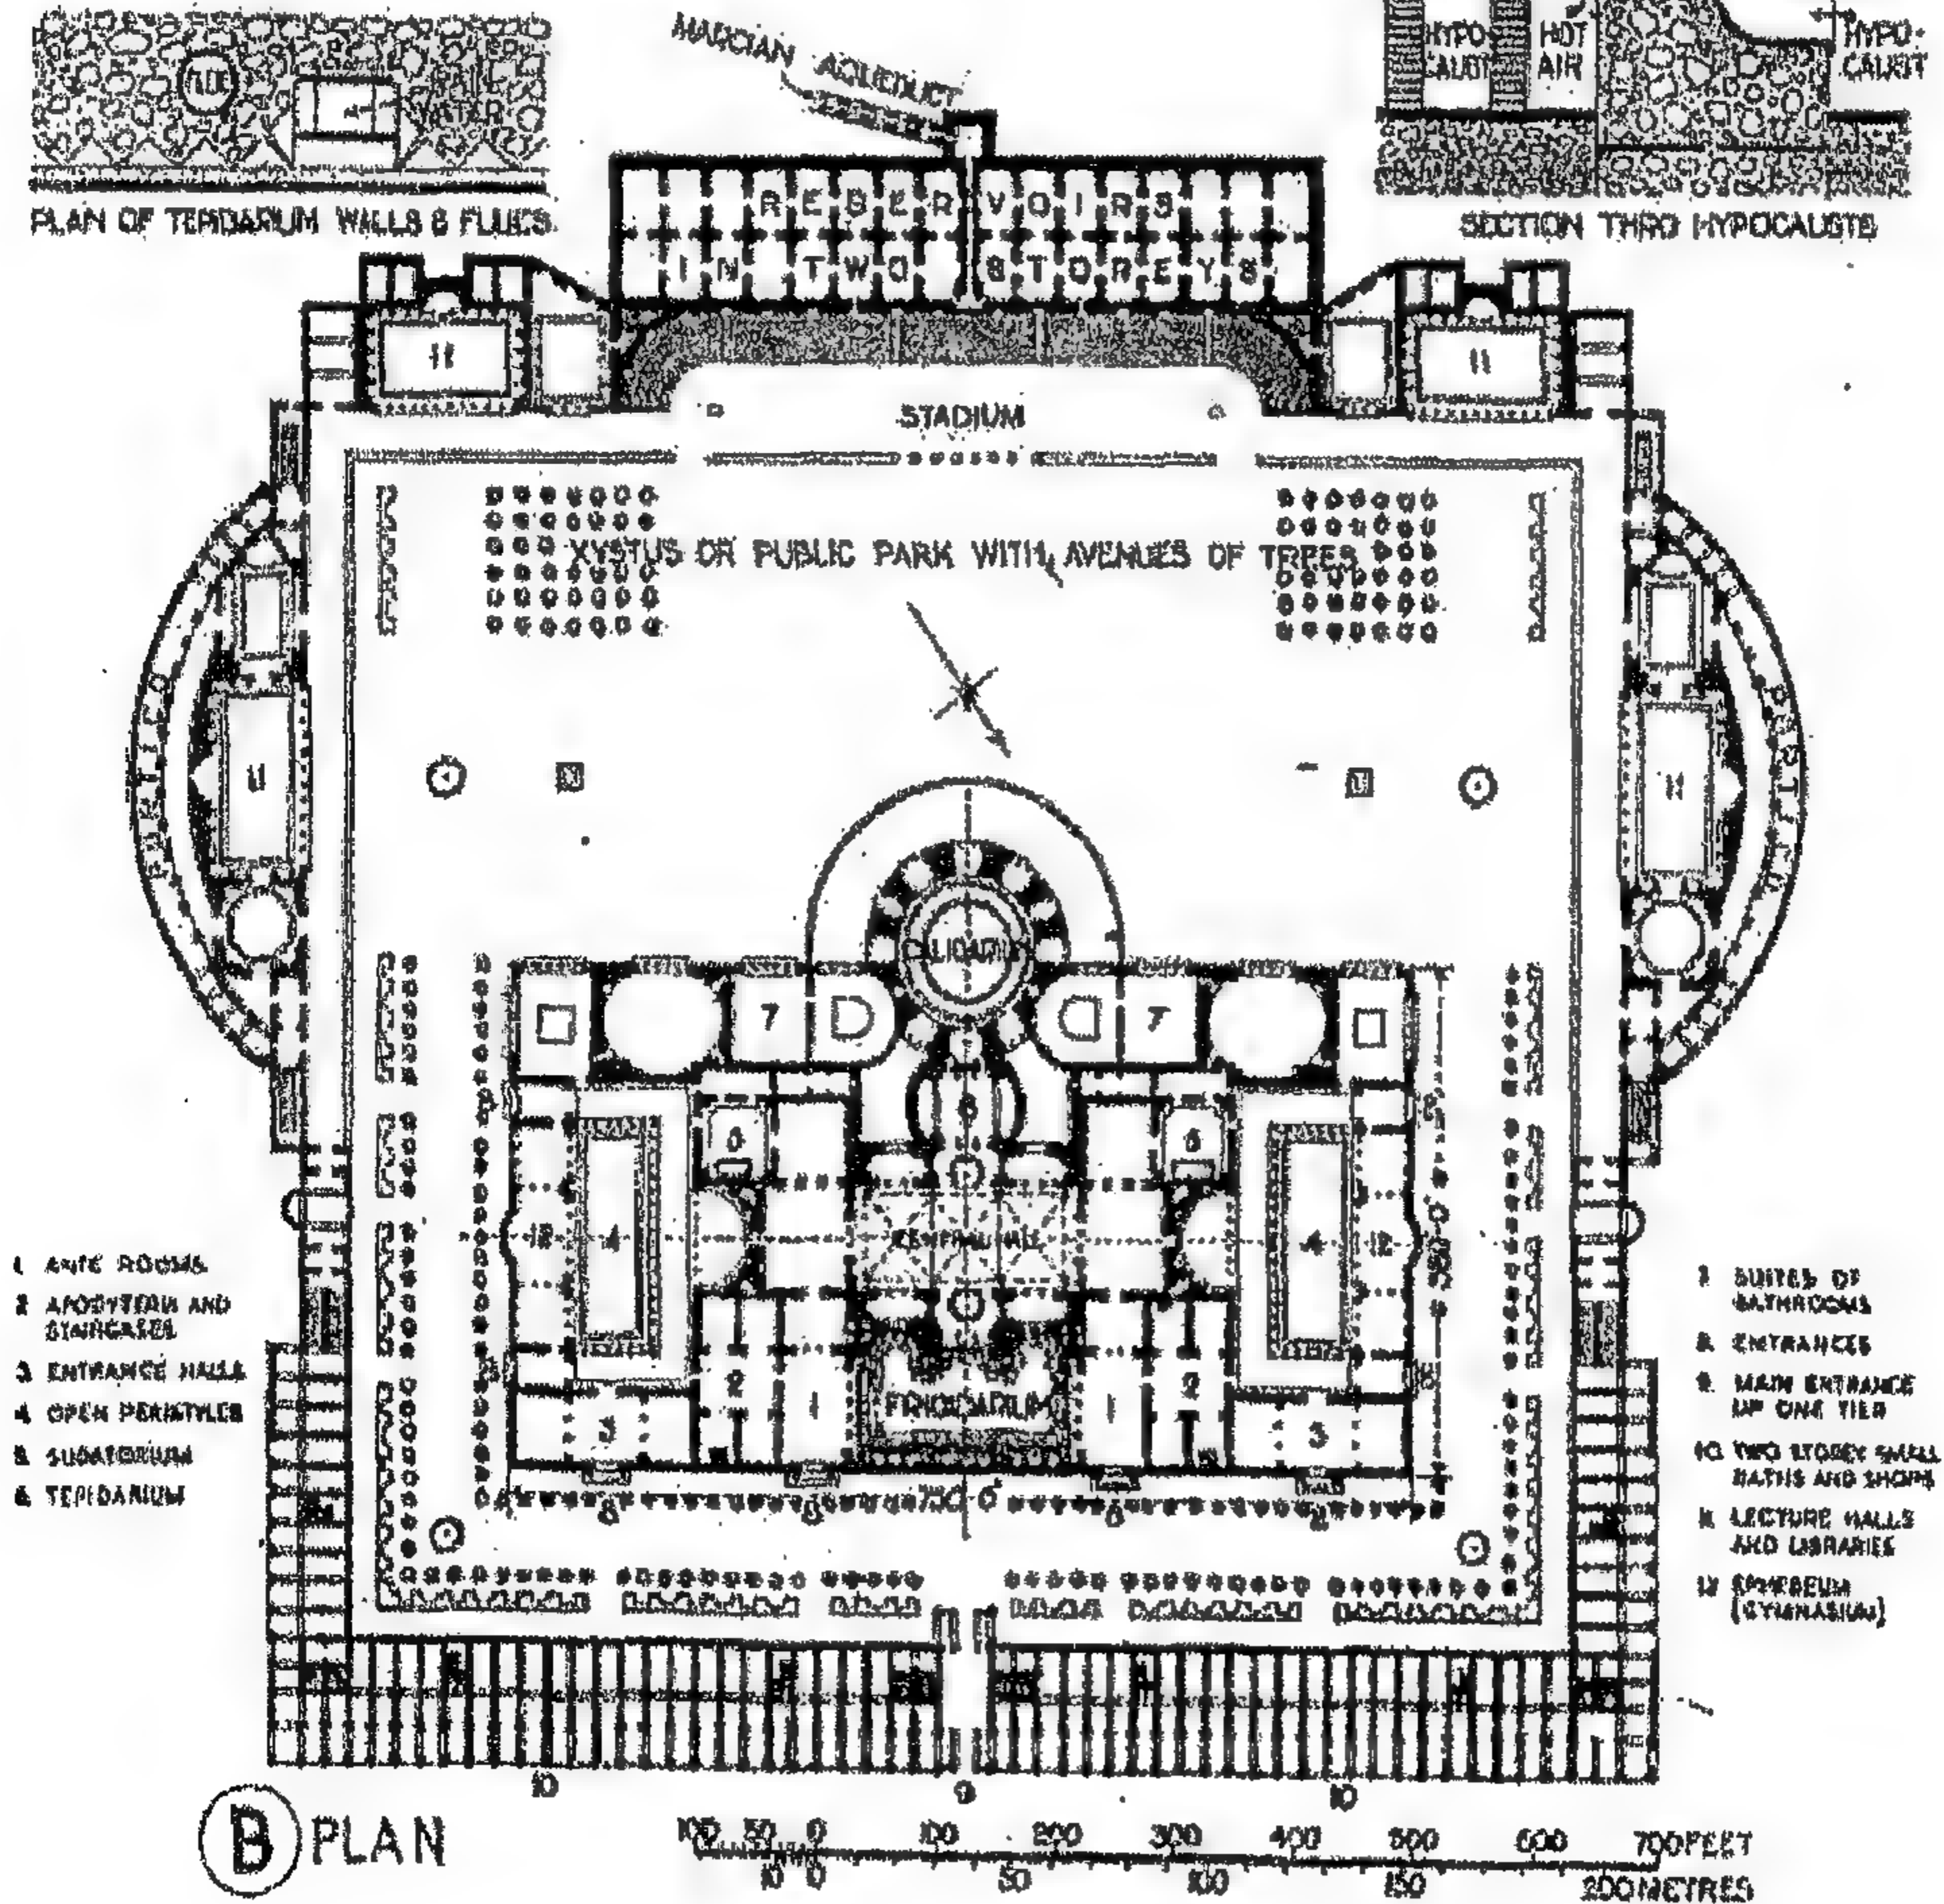 MARCIAN AQUEDUCT
FLUE
WATER
HYPO-
CAUST
HOT
AIR
HYPO-
CAUST
PLAN OF TEPIDARIUM WALLS & FLUES
SECTION THRO HYPOCAUSTS
RESERVOIRS
IN TWO STOREYS
11
11
STADIUM
XYSTUS OR PUBLIC PARK WITH AVENUES OF TREES
PORTICO
11
11
PORTICO
CALIDARIUM
7
7
6
5
5
12
4
CENTRAL HALL
4
12
2
1
FRIGIDARIUM
1
2
3
3
8
8
8
8
1 ANTE ROOMS
2 APODYTERIA AND
STAIRCASES
3 ENTRANCE HALLS
4 OPEN PERISTYLES
5 SUDATORIUM
6 TEPIDARIUM
7 SUITES OF
BATHROOMS
8 ENTRANCES
9 MAIN ENTRANCE
UP ONE TIER
10 TWO STOREY SMALL
BATHS AND SHOPS
11 LECTURE HALLS
AND LIBRARIES
12 EPHEBEUM
(GYMNASIUM)
10
9
10
B PLAN
100 50 0 100 200 300 400 500 600 700 FEET
10 0 50 100 150 200 METRES